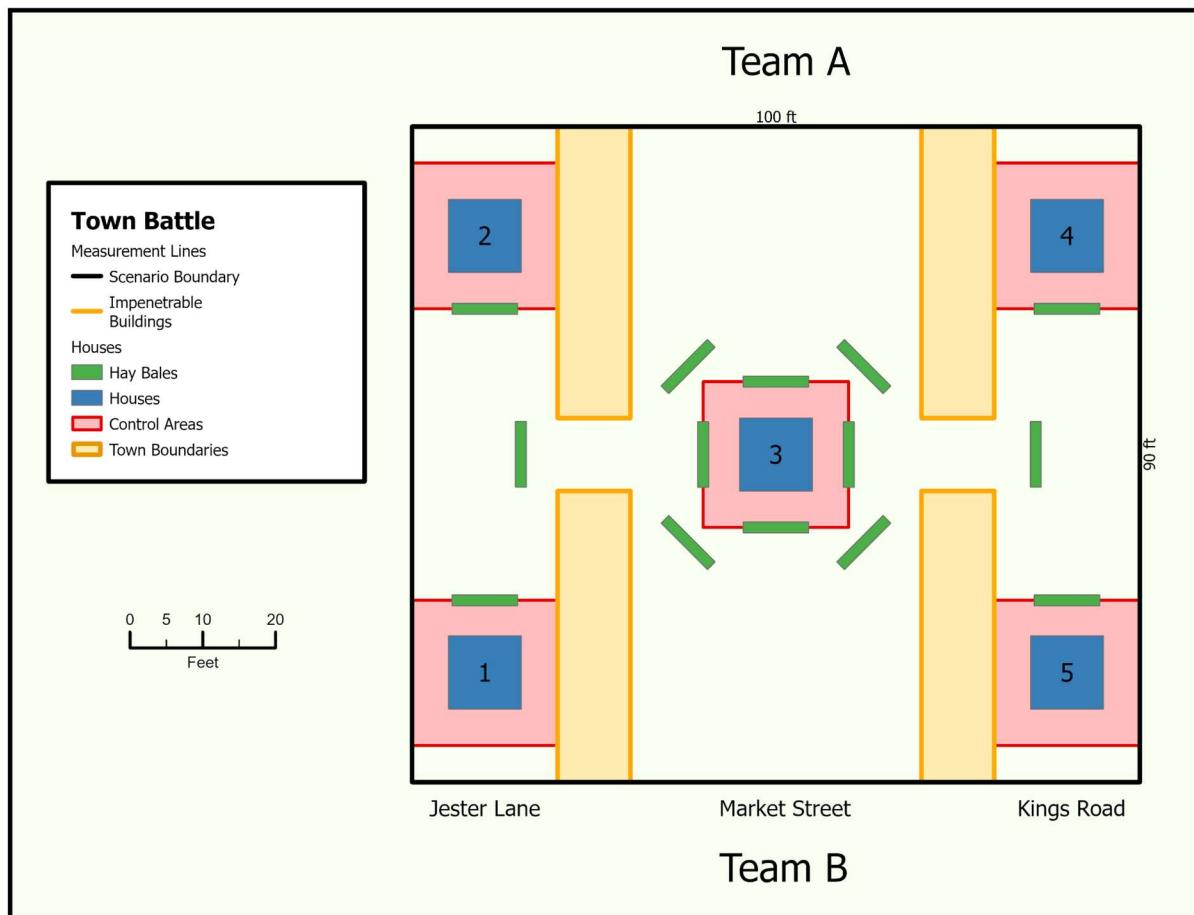 Team A
100 ft
Town Battle
Measurement Lines
Scenario Boundary
Impenetrable
Buildings
Houses
Hay Bales
Houses
Control Areas
Town Boundaries
2
4
3
90 ft
1
5
0 5 10 20
Feet
Jester Lane Market Street Kings Road
Team B